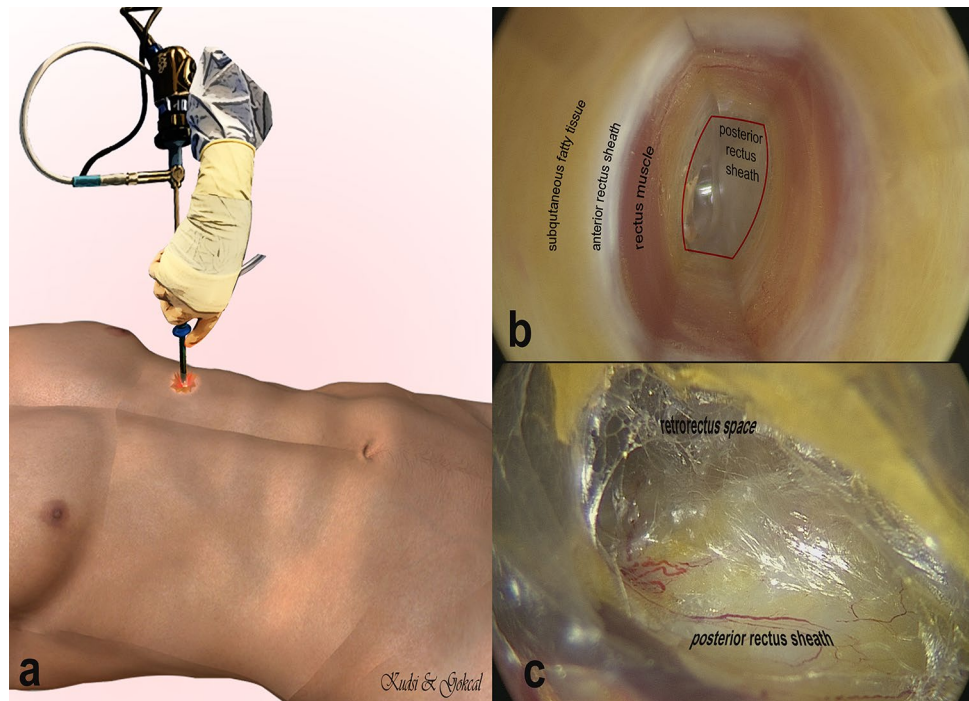 a
Kudsi & Gokcal
subqutaneous fatty tissue
anterior rectus sheath
rectus muscle
posterior
rectus
sheath
b
retrorectus space
posterior rectus sheath
c